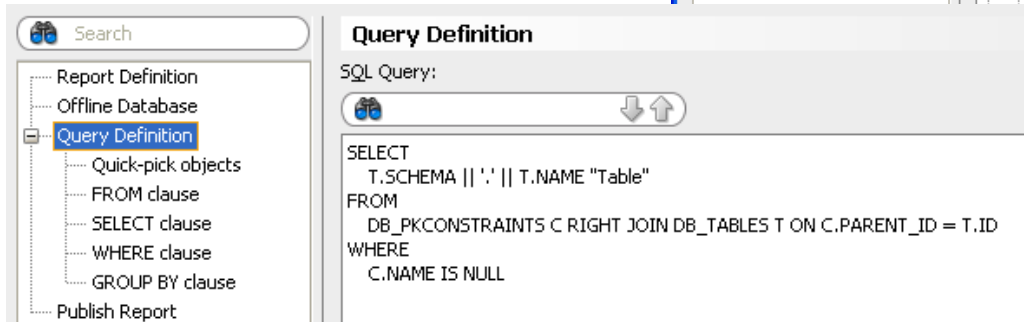 Search
Report Definition
Offline Database
Query Definition
Quick-pick objects
FROM clause
SELECT clause
WHERE clause
GROUP BY clause
Publish Report
Query Definition
SQL Query:
SELECT
T.SCHEMA || '.' || T.NAME "Table"
FROM
DB_PKCONSTRAINTS C RIGHT JOIN DB_TABLES T ON C.PARENT_ID = T.ID
WHERE
C.NAME IS NULL